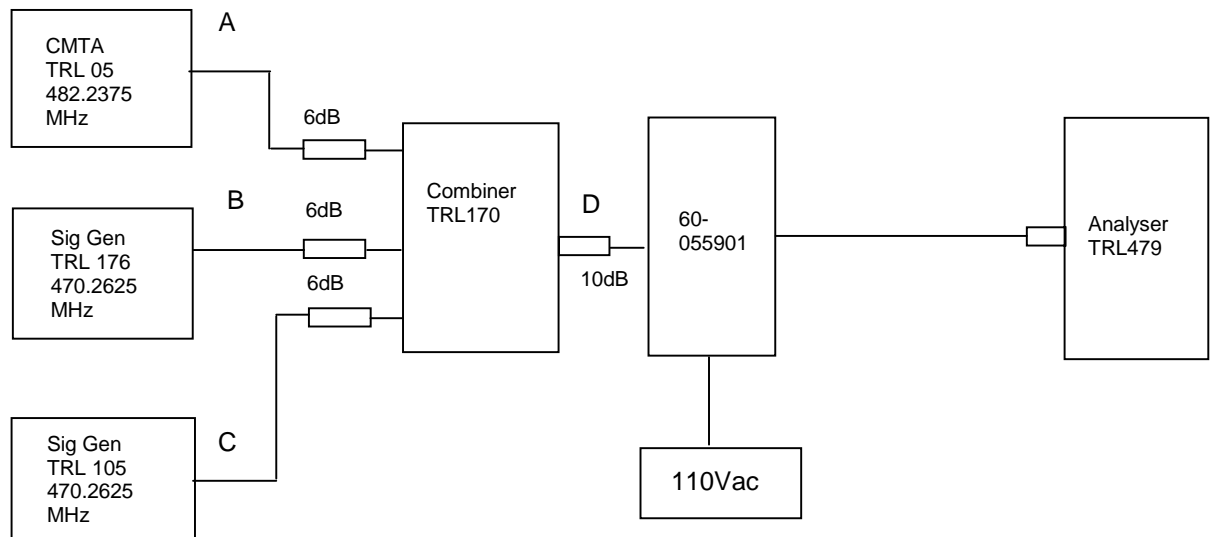 A
CMTA
TRL 05
482.2375
MHz
6dB
B
Sig Gen
TRL 176
470.2625
MHz
6dB
6dB
C
Sig Gen
TRL 105
470.2625
MHz
Combiner
TRL170
D
10dB
60-
055901
110Vac
Analyser
TRL479